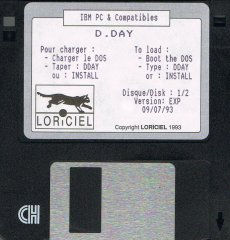 IBM PC & Compatibles
D.DAY
Pour charger :
- Charger le DOS
- Taper : DDAY
ou : INSTALL
To load :
- Boot the DOS
- Type : DDAY
or : INSTALL
LORICIEL
Disque/Disk : 1/2
Version: EXP
09/07/93
Copyright LORICIEL 1993
CH